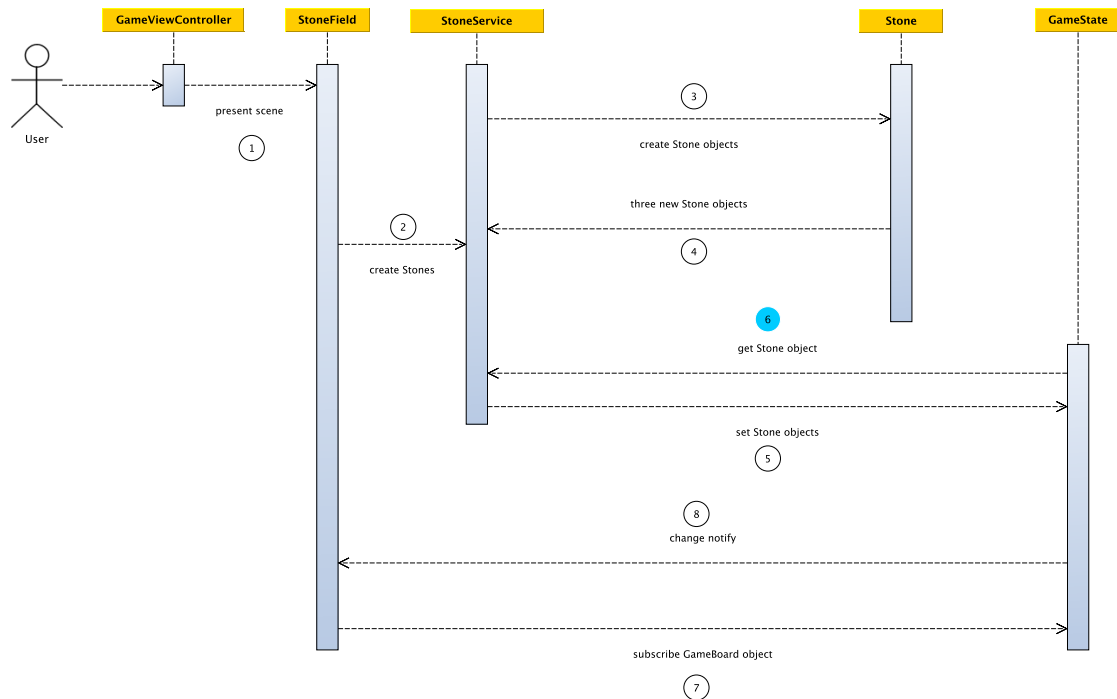 GameViewController
StoneField
StoneService
Stone
GameState
User
present scene
1
3
create Stone objects
three new Stone objects
4
2
create Stones
6
get Stone object
set Stone objects
5
8
change notify
subscribe GameBoard object
7